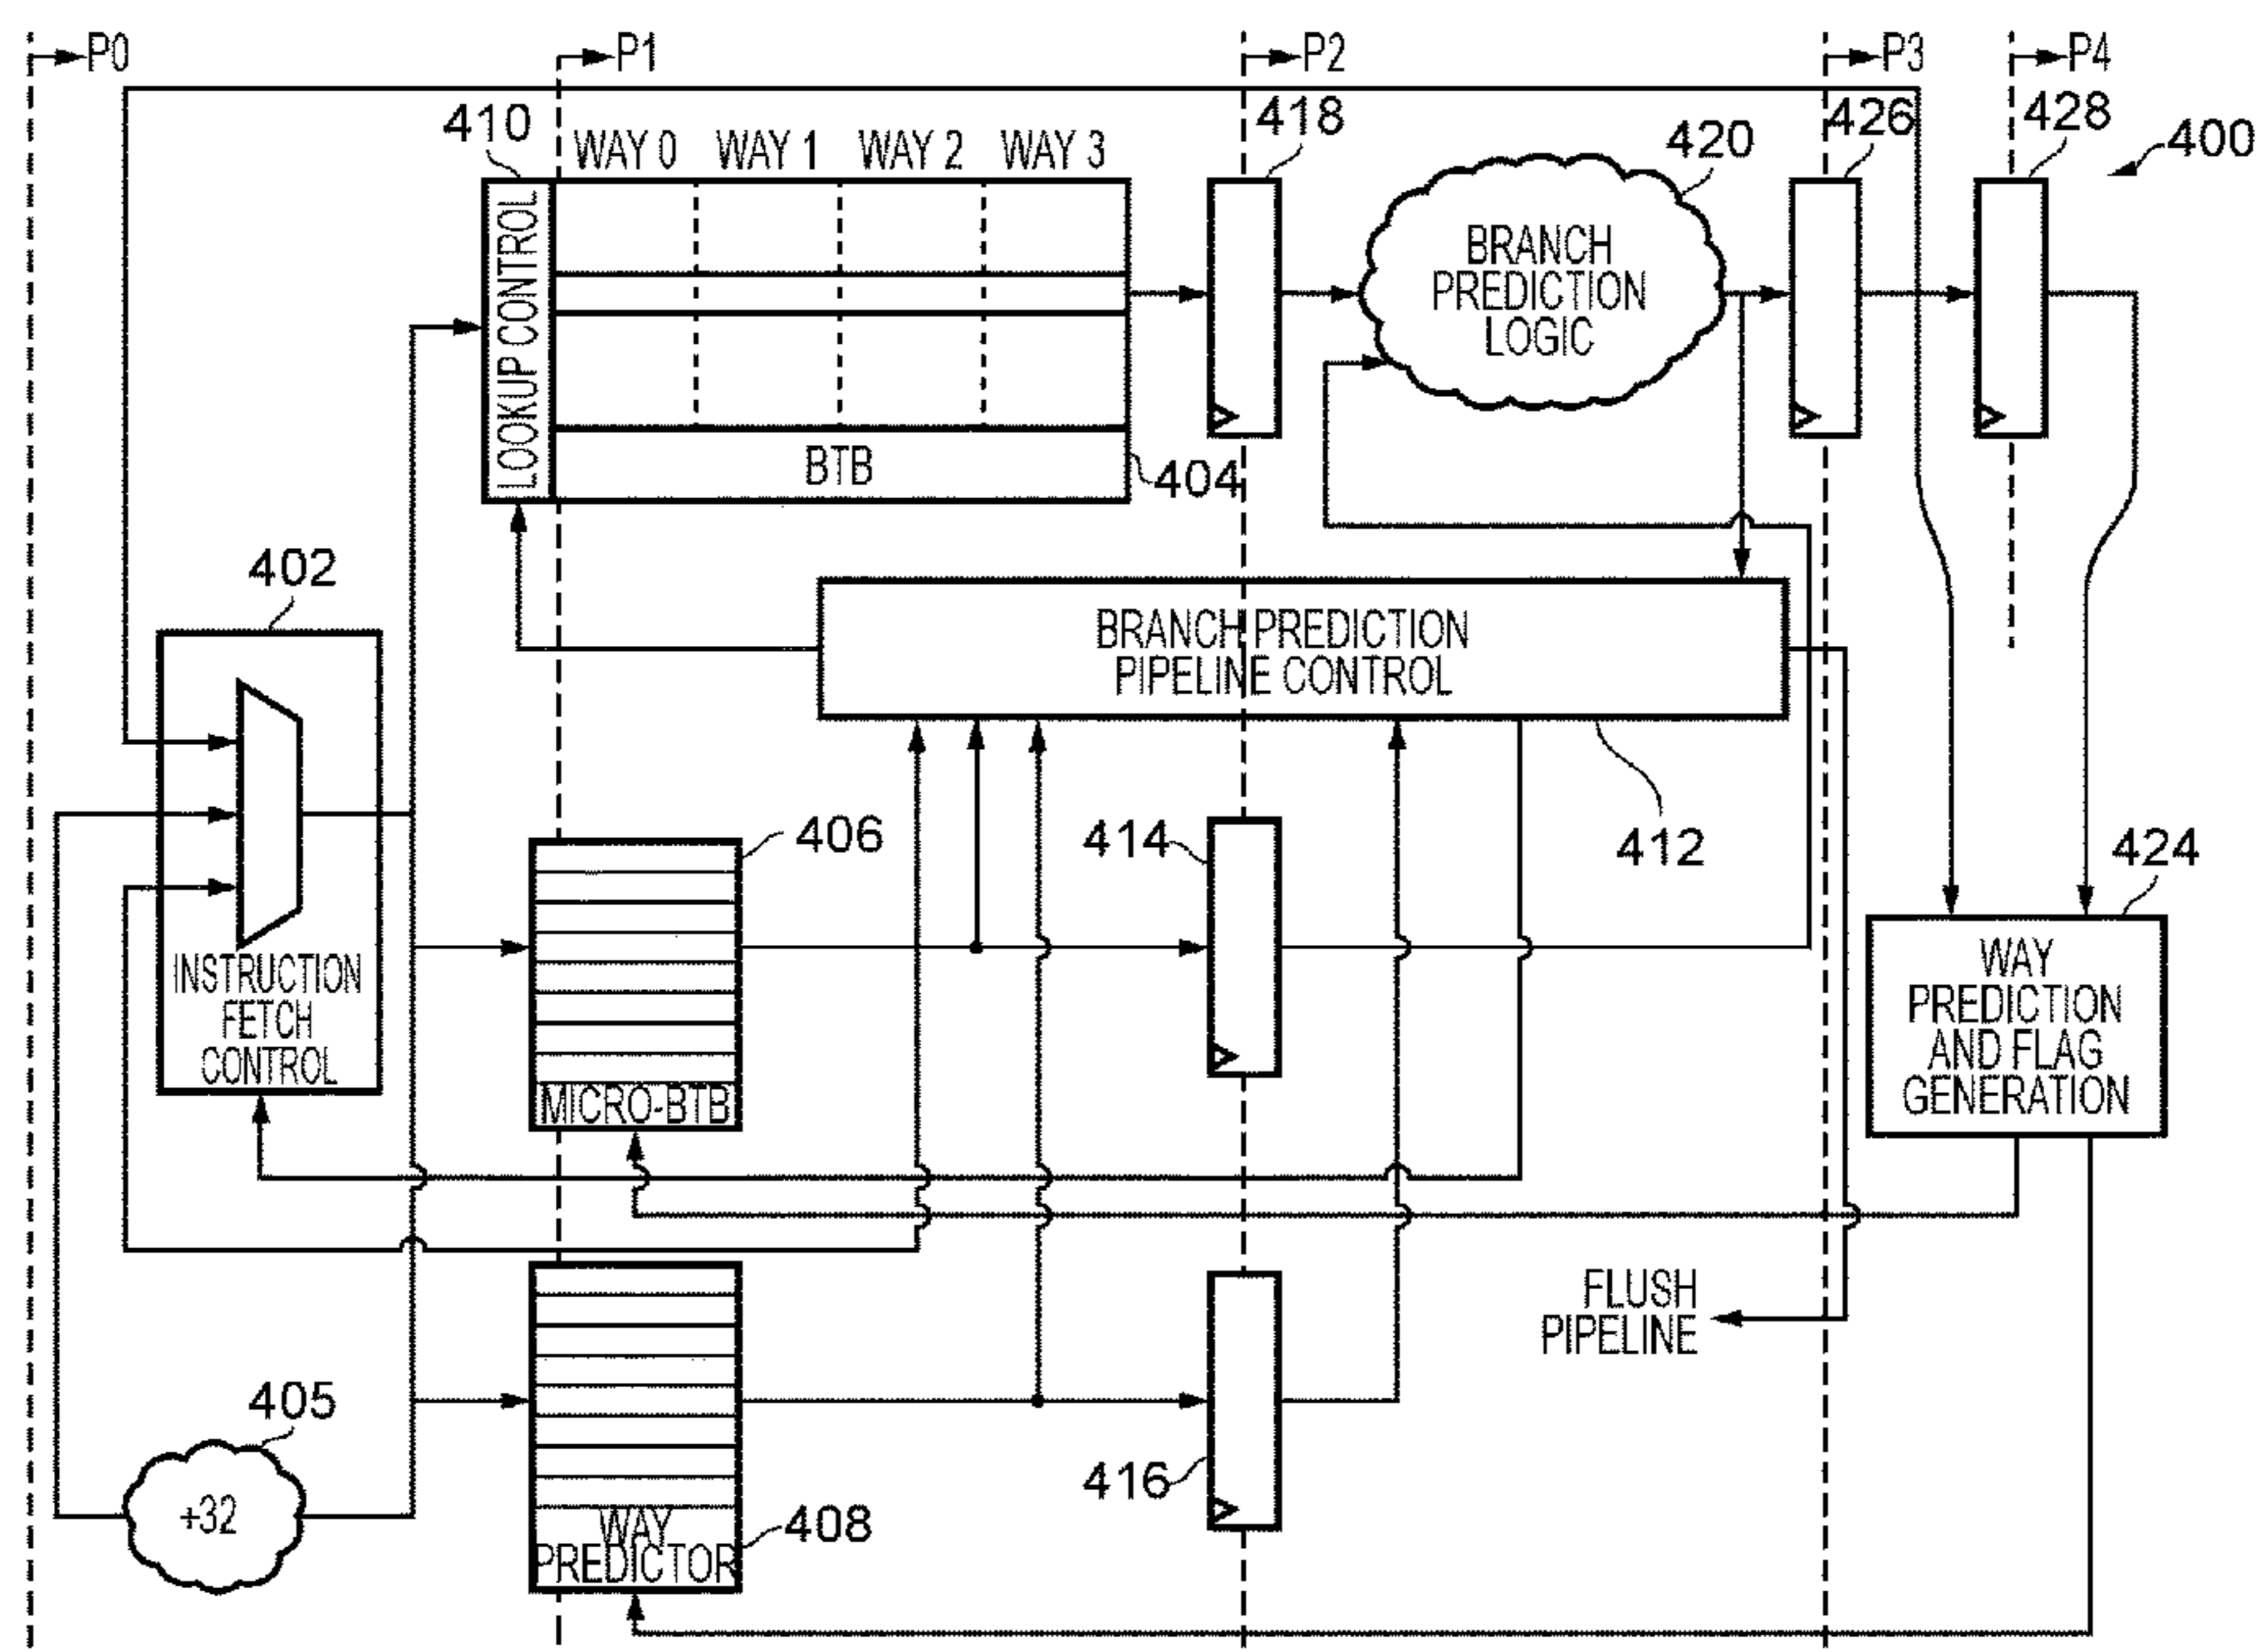 P0
P1
P2
P3
P4
410
WAY 0 WAY 1 WAY 2 WAY 3
418
420
426
428
400
LOOKUP CONTROL
BRANCH
PREDICTION
LOGIC
BTB
404
402
BRANCH PREDICTION
PIPELINE CONTROL
406
414
412
424
INSTRUCTION
FETCH
CONTROL
MICRO-BTB
WAY
PREDICTION
AND FLAG
GENERATION
FLUSH
PIPELINE
405
+32
416
WAY
PREDICTOR
408